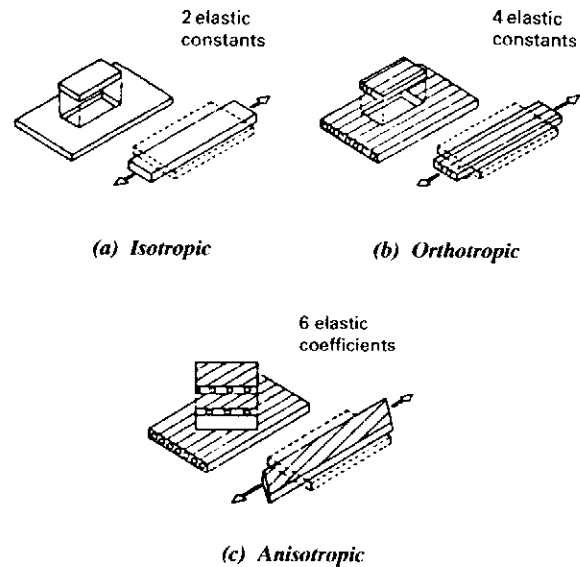 2 elastic
constants
4 elastic
constants
(a) Isotropic
(b) Orthotropic
6 elastic
coefficients
(c) Anisotropic